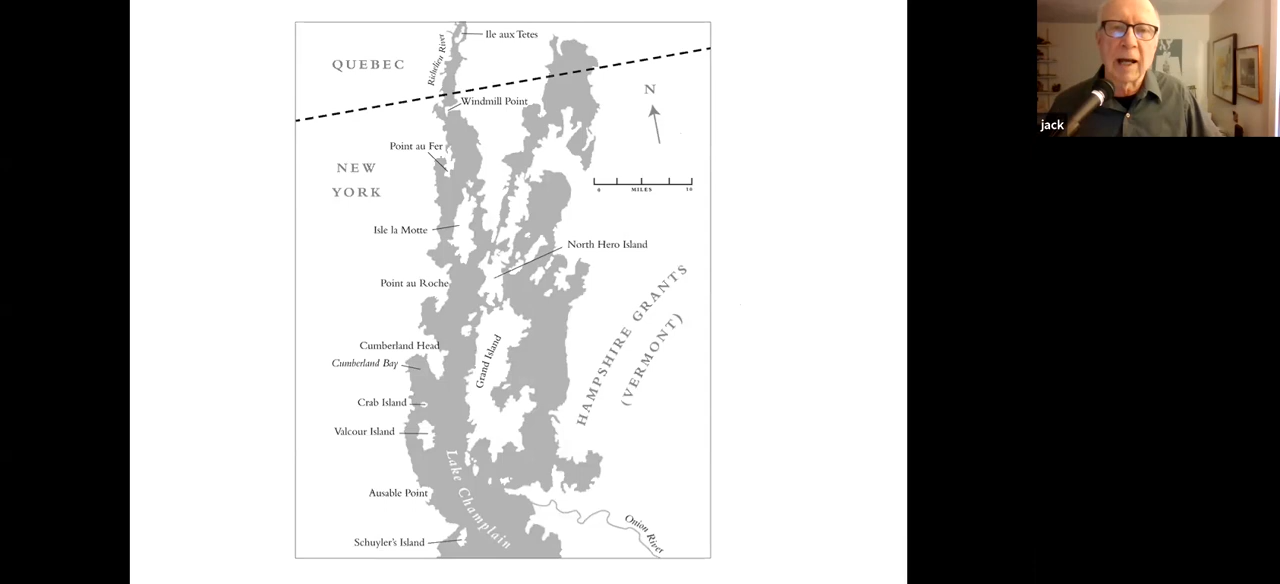 Ile aux Tetes
Richelieu River
QUEBEC
N
Windmill Point
Point au Fer
NEW
YORK
0 MILES 10
Isle la Motte
North Hero Island
Point au Roche
HAMPSHIRE GRANTS
(VERMONT)
Cumberland Head
Cumberland Bay
Grand Island
Crab Island
Valcour Island
Lake Champlain
Ausable Point
Onion River
Schuyler's Island
jack